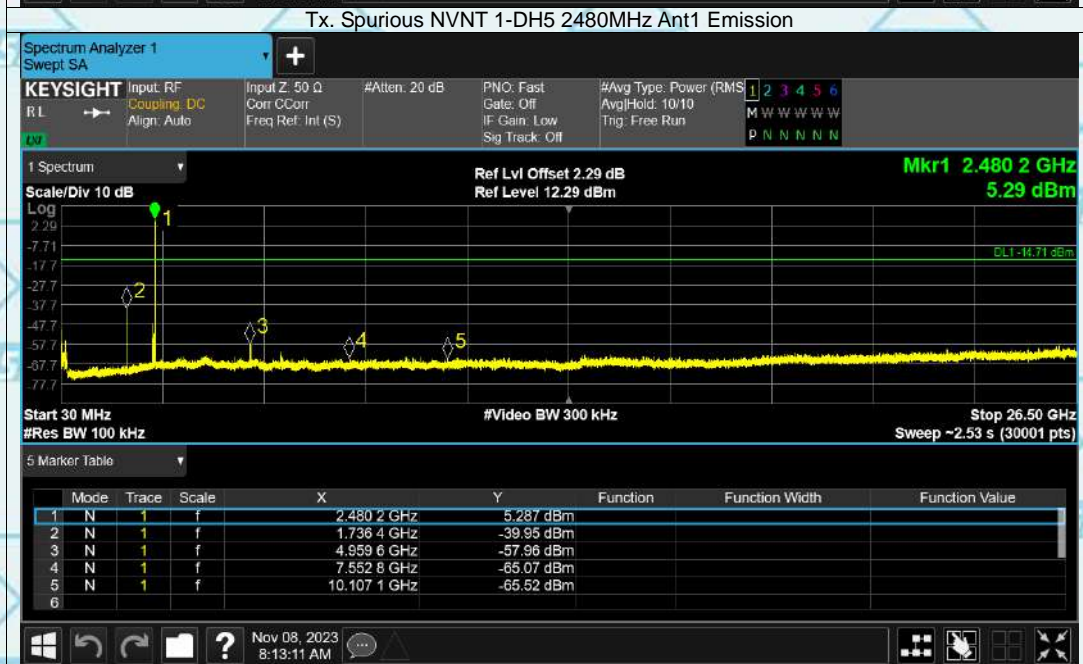 Tx. Spurious NVNT 1-DH5 2480MHz Ant1 Emission
Spectrum Analyzer 1
Swept SA
+
KEYSIGHT Input: RF Input Z: 50 Ω #Atten: 20 dB PNO: Fast #Avg Type: Power (RMS 1 2 3 4 5 6
RL Coupling: DC Corr CCorr Gate: Off Avg|Hold: 10/10 M W W W W W
Align: Auto Freq Ref: Int (S) IF Gain: Low Trig: Free Run
LXI Sig Track: Off P N N N N N
1 Spectrum Ref Lvl Offset 2.29 dB Mkr1 2.480 2 GHz
Scale/Div 10 dB Ref Level 12.29 dBm 5.29 dBm
Log
1
2.29
-7.71
DL1 -14.71 dBm
-17.7
-27.7
2
-37.7
-47.7
3
4
5
-57.7
-67.7
-77.7
Start 30 MHz #Video BW 300 kHz Stop 26.50 GHz
#Res BW 100 kHz Sweep ~2.53 s (30001 pts)
5 Marker Table
Mode Trace Scale X Y Function Function Width Function Value
1 N 1 f 2.480 2 GHz 5.287 dBm
2 N 1 f 1.736 4 GHz -39.95 dBm
3 N 1 f 4.959 6 GHz -57.96 dBm
4 N 1 f 7.552 8 GHz -65.07 dBm
5 N 1 f 10.107 1 GHz -65.52 dBm
6
? Nov 08, 2023
8:13:11 AM